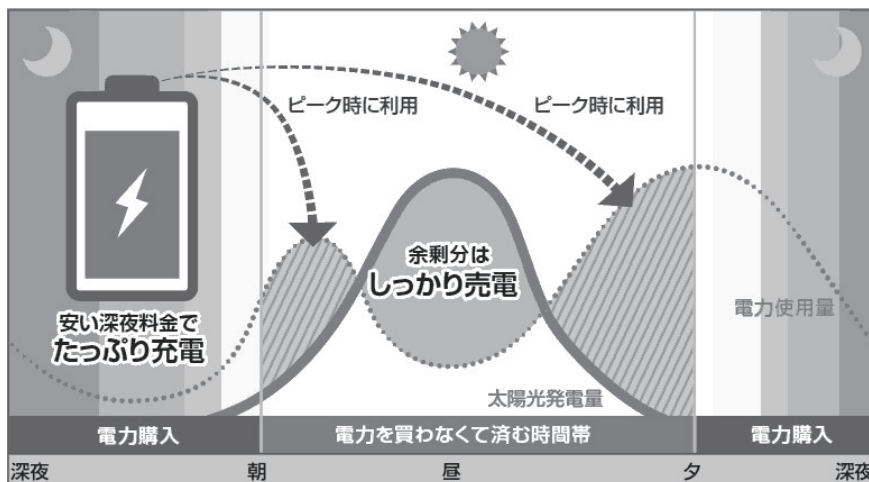 ピーク時に利用
ピーク時に利用
余剰分は
しっかり売電
安い深夜料金で
たっぷり充電
電力使用量
太陽光発電量
電力購入
電力を買わなくて済む時間帯
電力購入
深夜
朝
昼
夕
深夜